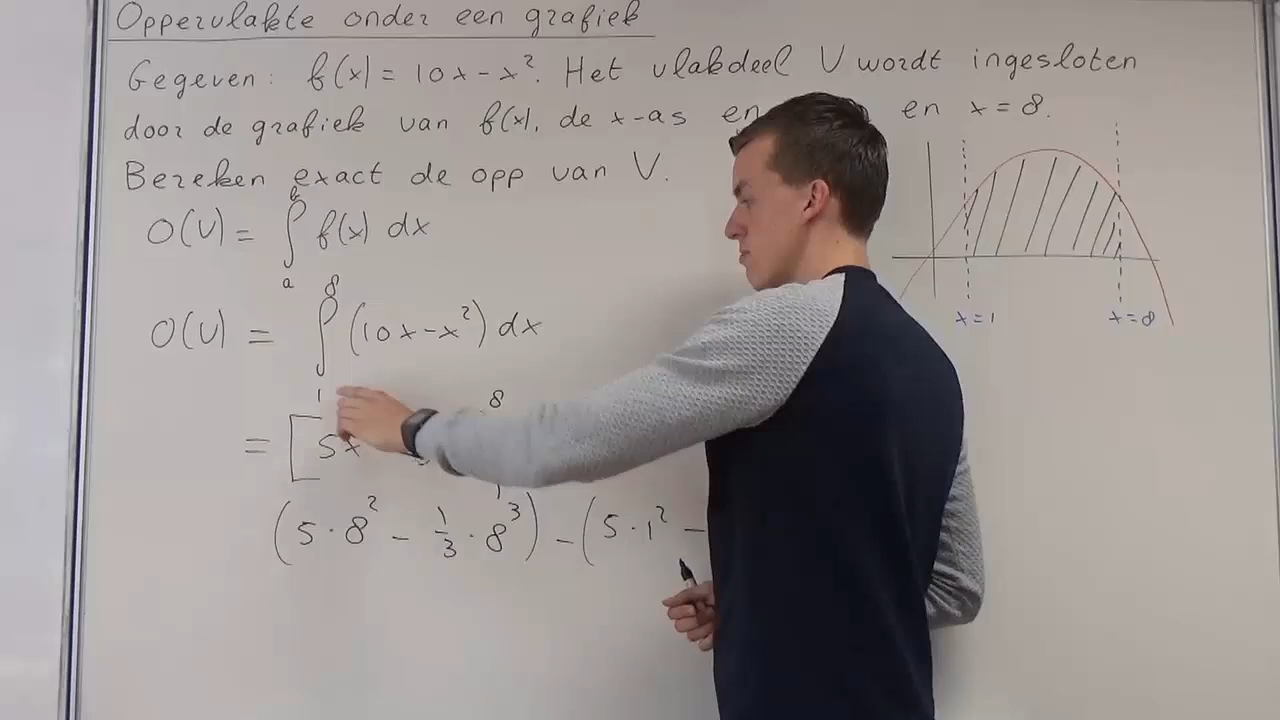 Oppervlakte onder een grafiek
Gegeven: f(x) = 10x - x². Het vlakdeel V wordt ingesloten
door de grafiek van f(x), de x-as en en x = 8.
Bereken exact de opp van V.
O(V) = ∫ₐᵇ f(x) dx
O(V) = ∫₁⁸ (10x - x²) dx
= [5x 8 1
(5·8² - 1/3·8³) - (5·1² -
x=1 x=8